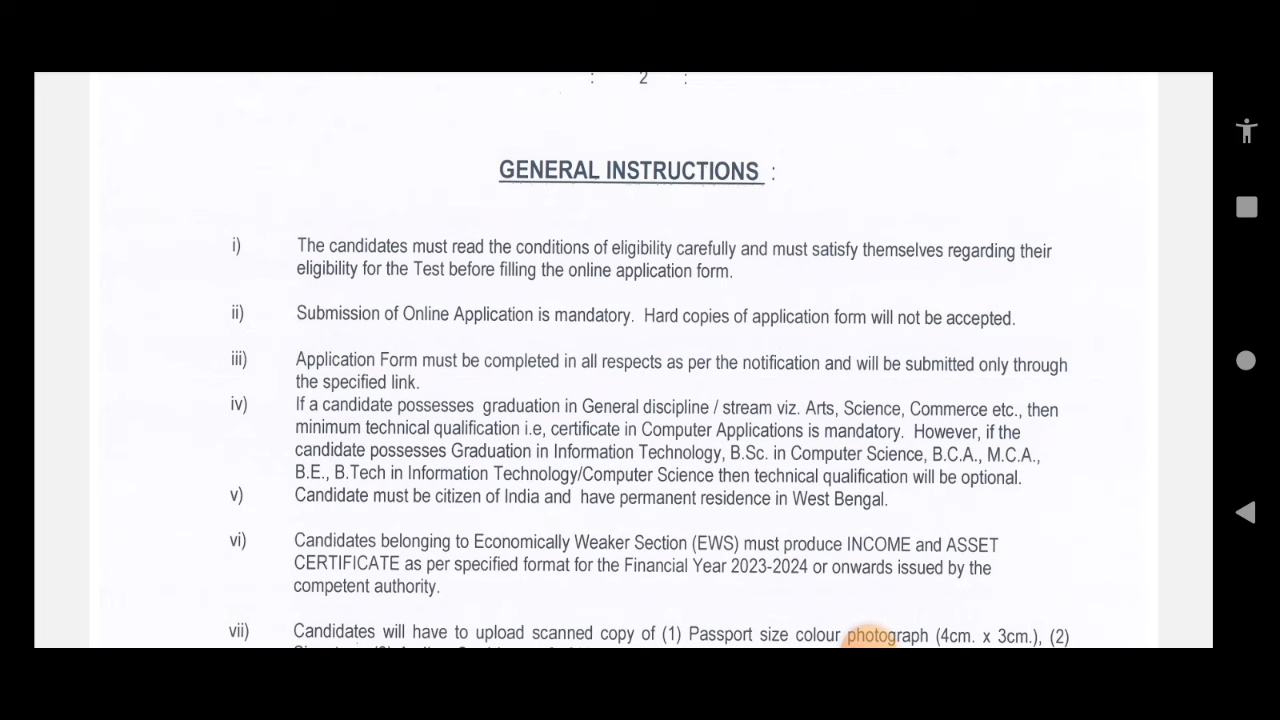 : 2 :
GENERAL INSTRUCTIONS :
i) The candidates must read the conditions of eligibility carefully and must satisfy themselves regarding their
eligibility for the Test before filling the online application form.
ii) Submission of Online Application is mandatory. Hard copies of application form will not be accepted.
iii) Application Form must be completed in all respects as per the notification and will be submitted only through
the specified link.
iv) If a candidate possesses graduation in General discipline / stream viz. Arts, Science, Commerce etc., then
minimum technical qualification i.e, certificate in Computer Applications is mandatory. However, if the
candidate possesses Graduation in Information Technology, B.Sc. in Computer Science, B.C.A., M.C.A.,
B.E., B.Tech in Information Technology/Computer Science then technical qualification will be optional.
v) Candidate must be citizen of India and have permanent residence in West Bengal.
vi) Candidates belonging to Economically Weaker Section (EWS) must produce INCOME and ASSET
CERTIFICATE as per specified format for the Financial Year 2023-2024 or onwards issued by the
competent authority.
vii) Candidates will have to upload scanned copy of (1) Passport size colour photograph (4cm. x 3cm.), (2)